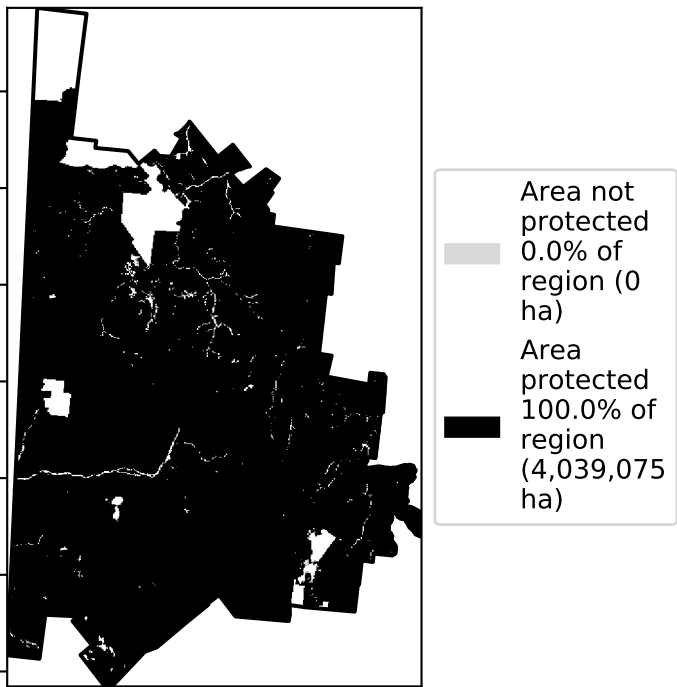 Area not
protected
0.0% of
region (0
ha)
Area
protected
100.0% of
region
(4,039,075
ha)